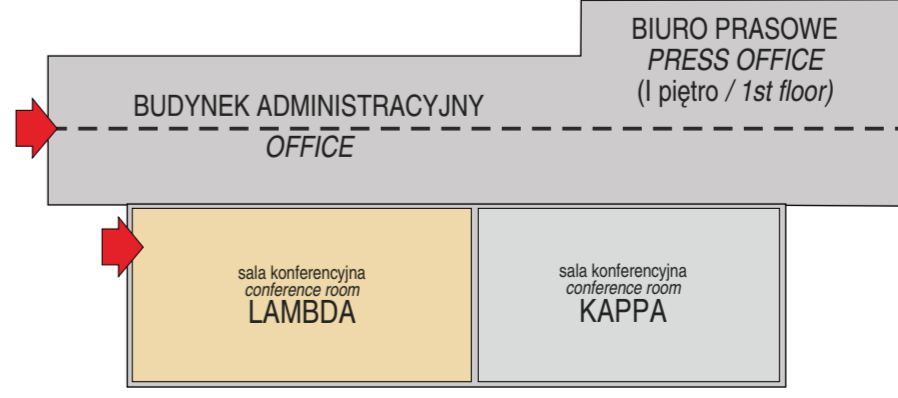 BIURO PRASOWE
PRESS OFFICE
(I piętro / 1st floor)
BUDYNEK ADMINISTRACYJNY
OFFICE
sala konferencyjna
conference room
LAMBDA
sala konferencyjna
conference room
KAPPA